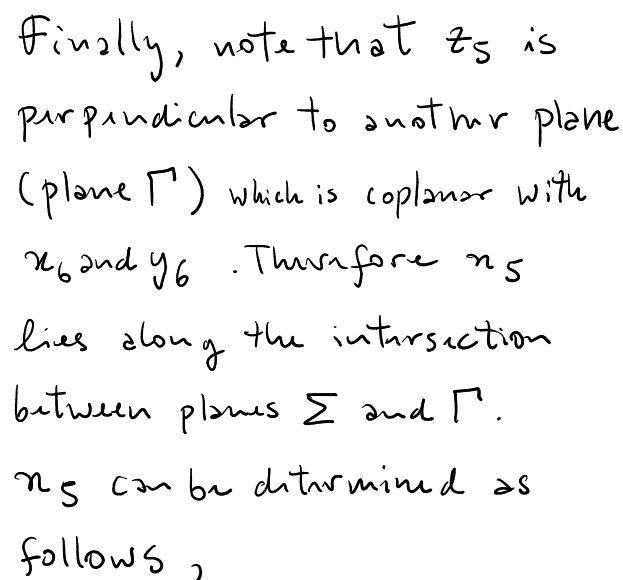 Finally, note that z₅ is
perpendicular to another plane
(plane Γ) which is coplanar with
x₆ and y₆ . Therefore x₅
lies along the intersection
between planes Σ and Γ.
x₅ can be determined as
follows,